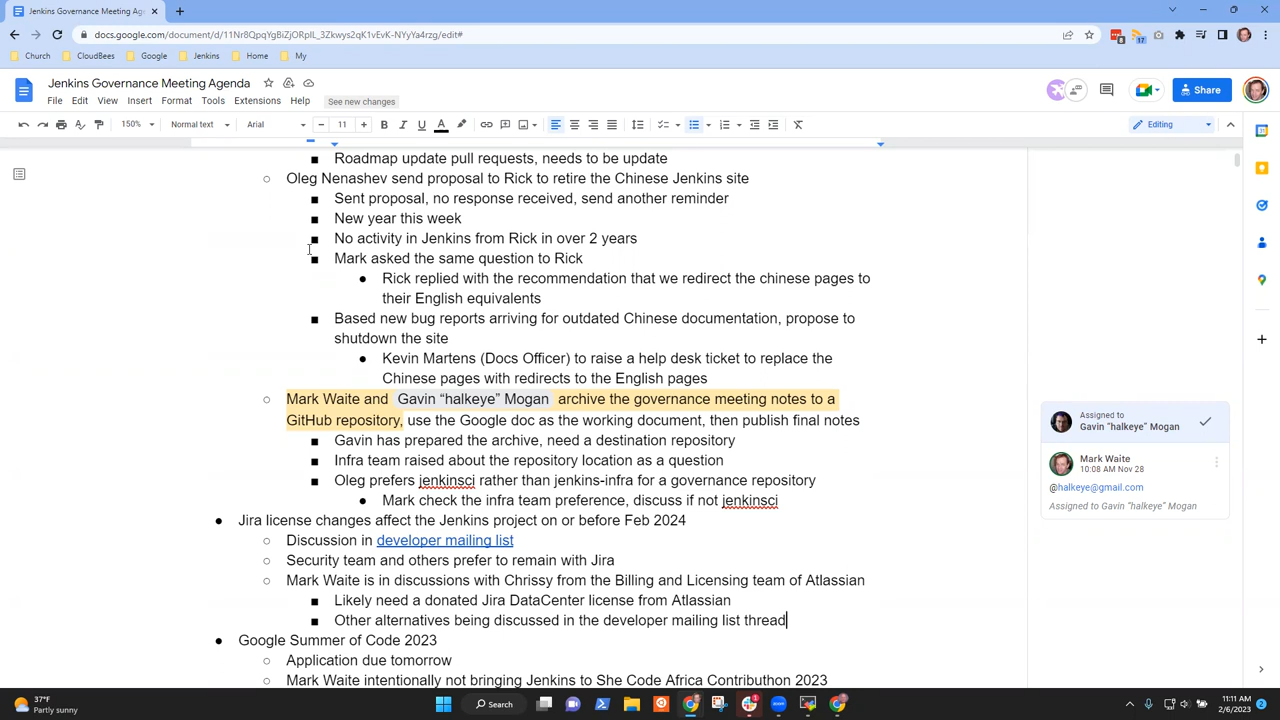 Jenkins Governance Meeting Age
docs.google.com/document/d/11Nr8QpqYgBiZjORpIL_3Zkwys2qK1vEvK-NYyYa4rzg/edit#
Church
CloudBees
Google
Jenkins
Home
My
Jenkins Governance Meeting Agenda
File Edit View Insert Format Tools Extensions Help
See new changes
Share
150%
Normal text
Arial
11
Editing
Roadmap update pull requests, needs to be update
Oleg Nenashev send proposal to Rick to retire the Chinese Jenkins site
Sent proposal, no response received, send another reminder
New year this week
No activity in Jenkins from Rick in over 2 years
Mark asked the same question to Rick
Rick replied with the recommendation that we redirect the chinese pages to
their English equivalents
Based new bug reports arriving for outdated Chinese documentation, propose to
shutdown the site
Kevin Martens (Docs Officer) to raise a help desk ticket to replace the
Chinese pages with redirects to the English pages
Mark Waite and Gavin “halkeye” Mogan archive the governance meeting notes to a
GitHub repository, use the Google doc as the working document, then publish final notes
Gavin has prepared the archive, need a destination repository
Infra team raised about the repository location as a question
Oleg prefers jenkinsci rather than jenkins-infra for a governance repository
Mark check the infra team preference, discuss if not jenkinsci
Jira license changes affect the Jenkins project on or before Feb 2024
Discussion in developer mailing list
Security team and others prefer to remain with Jira
Mark Waite is in discussions with Chrissy from the Billing and Licensing team of Atlassian
Likely need a donated Jira DataCenter license from Atlassian
Other alternatives being discussed in the developer mailing list thread
Google Summer of Code 2023
Application due tomorrow
Mark Waite intentionally not bringing Jenkins to She Code Africa Contributhon 2023
Assigned to
Gavin “halkeye” Mogan
Mark Waite
10:08 AM Nov 28
@halkeye@gmail.com
Assigned to Gavin “halkeye” Mogan
37°F
Partly sunny
Search
11:11 AM
2/6/2023